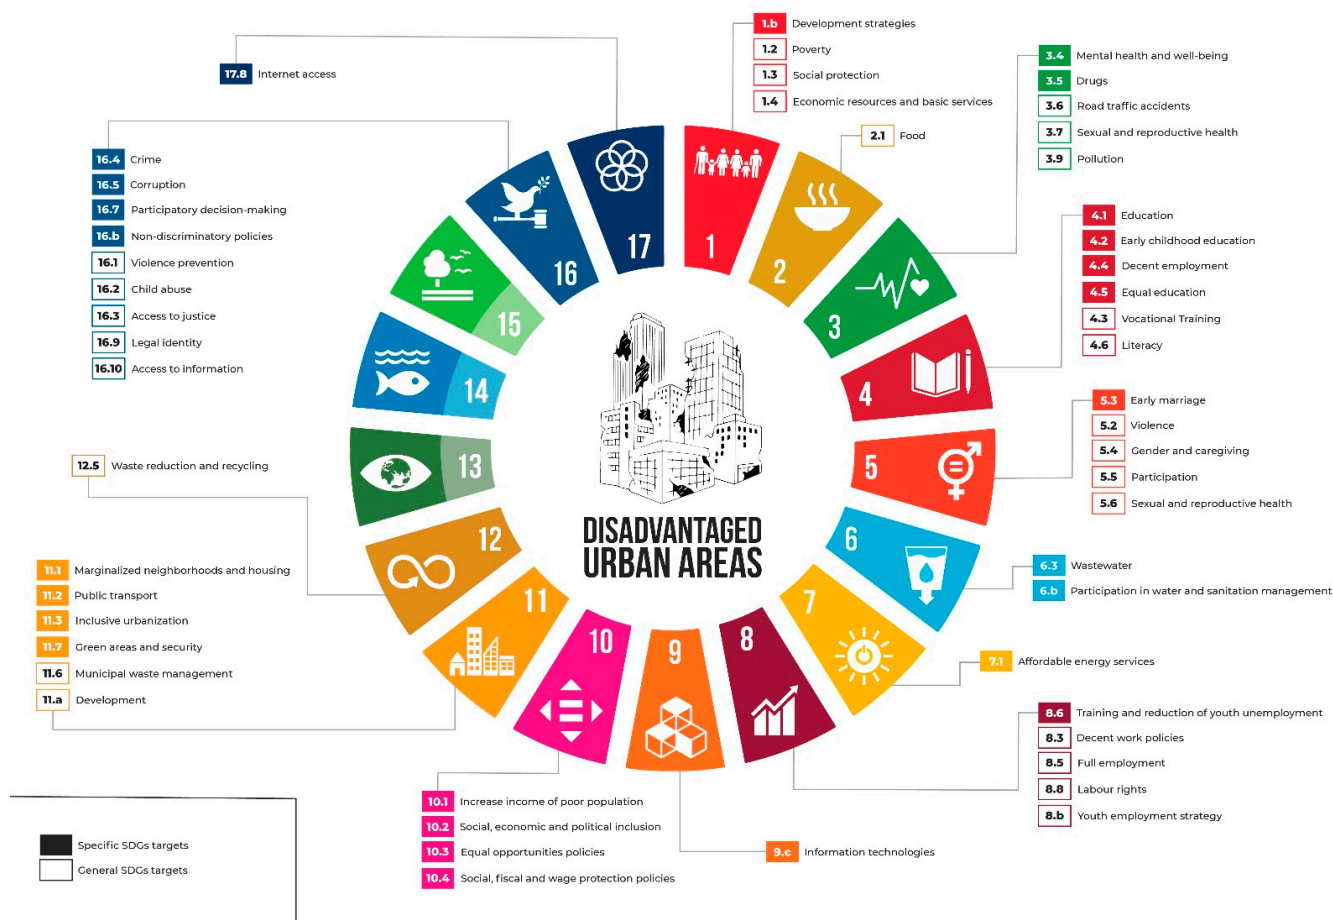 1.b Development strategies
1.2 Poverty
1.3 Social protection
1.4 Economic resources and basic services
2.1 Food
3.4 Mental health and well-being
3.5 Drugs
3.6 Road traffic accidents
3.7 Sexual and reproductive health
3.9 Pollution
4.1 Education
4.2 Early childhood education
4.4 Decent employment
4.5 Equal education
4.3 Vocational Training
4.6 Literacy
5.3 Early marriage
5.2 Violence
5.4 Gender and caregiving
5.5 Participation
5.6 Sexual and reproductive health
6.3 Wastewater
6.b Participation in water and sanitation management
7.1 Affordable energy services
8.6 Training and reduction of youth unemployment
8.3 Decent work policies
8.5 Full employment
8.8 Labour rights
8.b Youth employment strategy
9.c Information technologies
10.1 Increase income of poor population
10.2 Social, economic and political inclusion
10.3 Equal opportunities policies
10.4 Social, fiscal and wage protection policies
11.1 Marginalized neighborhoods and housing
11.2 Public transport
11.3 Inclusive urbanization
11.7 Green areas and security
11.6 Municipal waste management
11.a Development
12.5 Waste reduction and recycling
16.4 Crime
16.5 Corruption
16.7 Participatory decision-making
16.b Non-discriminatory policies
16.1 Violence prevention
16.2 Child abuse
16.3 Access to justice
16.9 Legal identity
16.10 Access to information
17.8 Internet access
1
2
3
4
5
6
7
8
9
10
11
12
13
14
15
16
17
DISADVANTAGED
URBAN AREAS
Specific SDGs targets
General SDGs targets